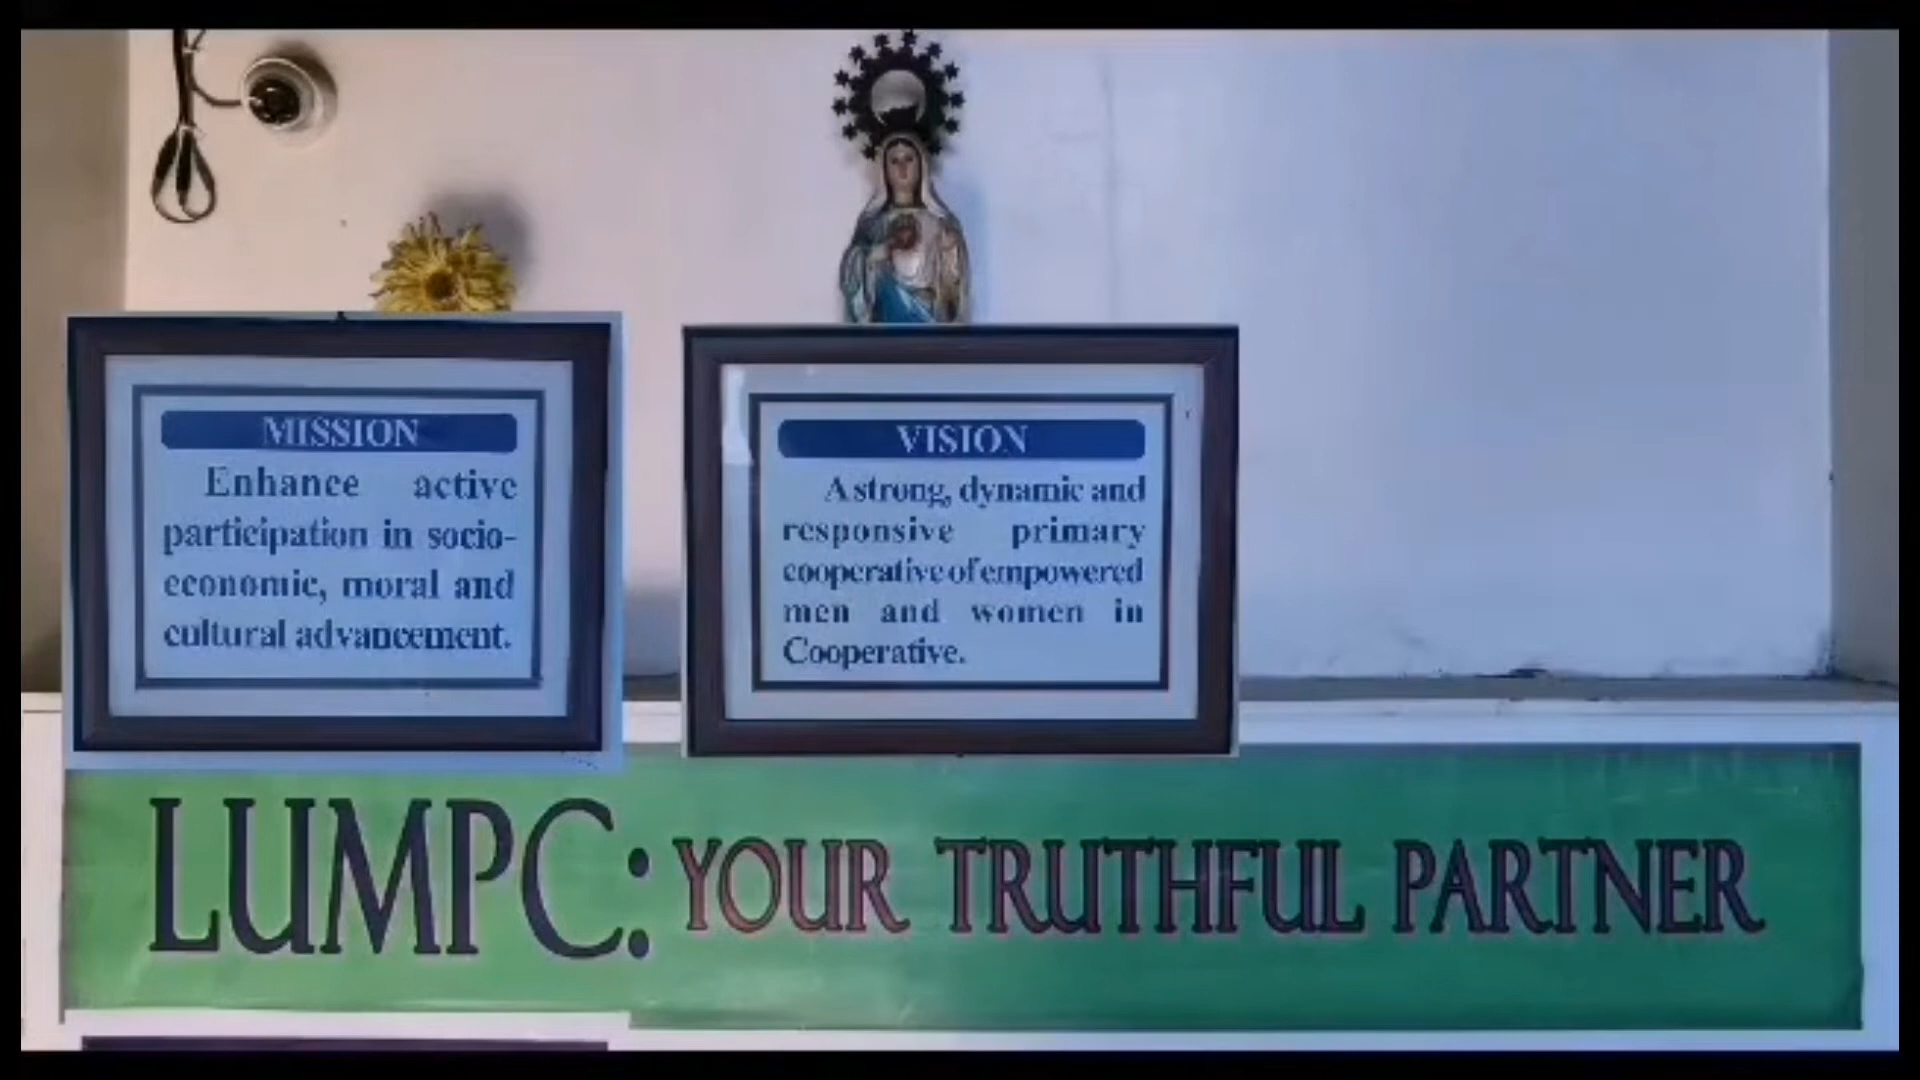 MISSION
Enhance active
participation in socio-
economic, moral and
cultural advancement.
VISION
A strong, dynamic and
responsive primary
cooperative of empowered
men and women in
Cooperative.
LUMPC: YOUR TRUTHFUL PARTNER